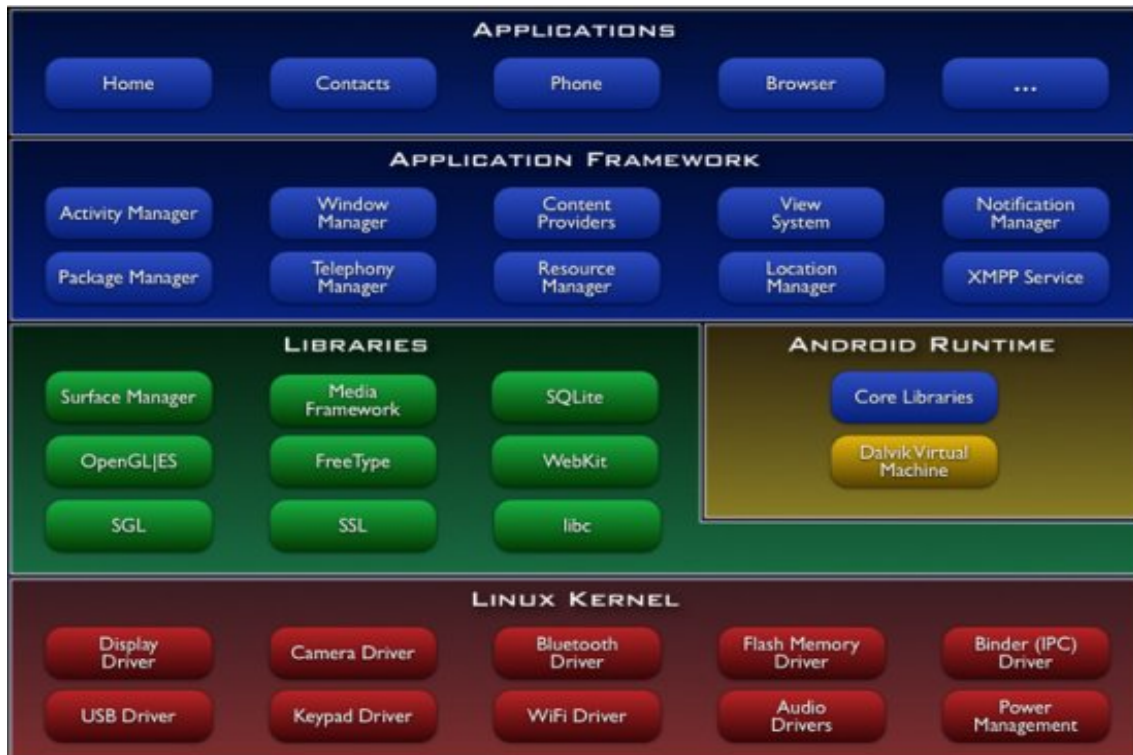 APPLICATIONS
Home
Contacts
Phone
Browser
...
APPLICATION FRAMEWORK
Activity Manager
Window
Manager
Content
Providers
View
System
Notification
Manager
Package Manager
Telephony
Manager
Resource
Manager
Location
Manager
XMPP Service
LIBRARIES
Surface Manager
Media
Framework
SQLite
OpenGL|ES
FreeType
WebKit
SGL
SSL
libc
ANDROID RUNTIME
Core Libraries
Dalvik Virtual
Machine
LINUX KERNEL
Display
Driver
Camera Driver
Bluetooth
Driver
Flash Memory
Driver
Binder (IPC)
Driver
USB Driver
Keypad Driver
WiFi Driver
Audio
Drivers
Power
Management